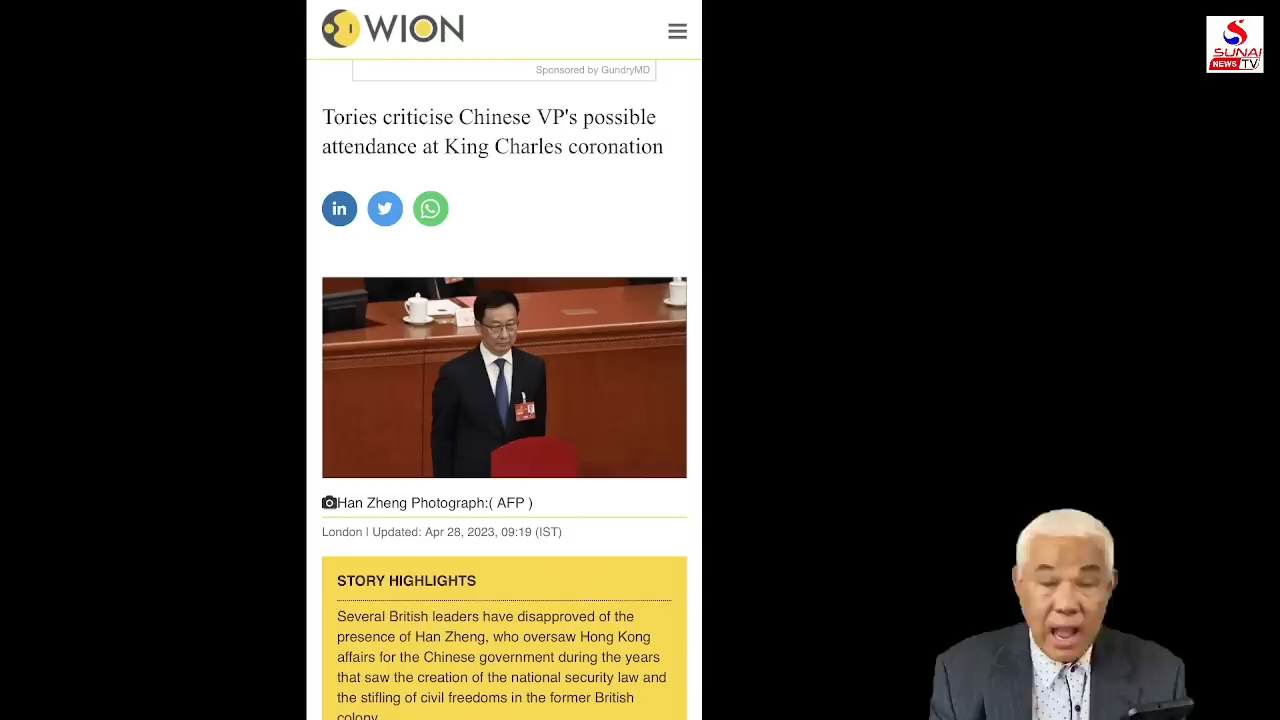 WION
SUNAI
NEWS TV
Sponsored by GundryMD
Tories criticise Chinese VP's possible
attendance at King Charles coronation
in
Han Zheng Photograph:( AFP )
London | Updated: Apr 28, 2023, 09:19 (IST)
STORY HIGHLIGHTS
Several British leaders have disapproved of the
presence of Han Zheng, who oversaw Hong Kong
affairs for the Chinese government during the years
that saw the creation of the national security law and
the stifling of civil freedoms in the former British
colony